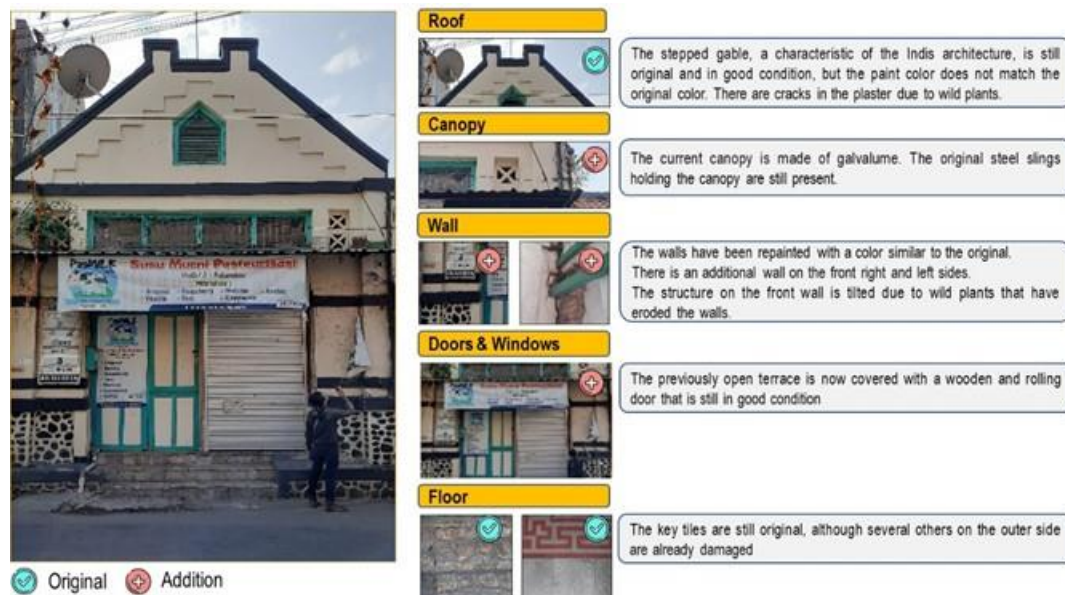 PosMILK
Susu Murni Pasteurisasi
Original
Addition
Roof
The stepped gable, a characteristic of the Indis architecture, is still
original and in good condition, but the paint color does not match the
original color. There are cracks in the plaster due to wild plants.
Canopy
The current canopy is made of galvalume. The original steel slings
holding the canopy are still present.
Wall
The walls have been repainted with a color similar to the original.
There is an additional wall on the front right and left sides.
The structure on the front wall is tilted due to wild plants that have
eroded the walls.
Doors & Windows
The previously open terrace is now covered with a wooden and rolling
door that is still in good condition
Floor
The key tiles are still original, although several others on the outer side
are already damaged